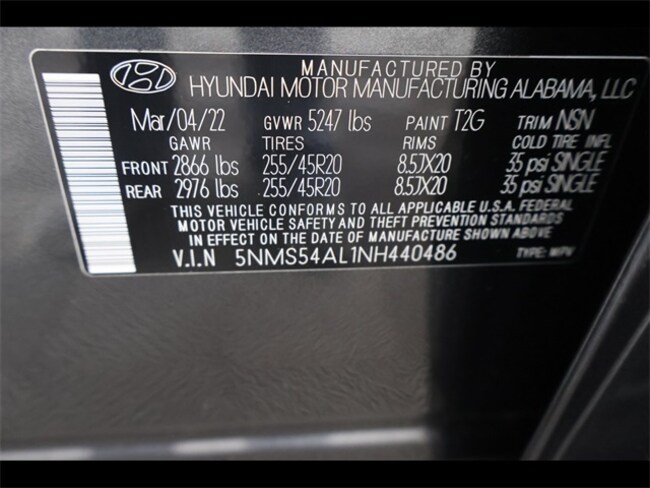 MANUFACTURED BY
HYUNDAI MOTOR MANUFACTURING ALABAMA, LLC
Mar/04/22 GVWR 5247 lbs PAINT T2G TRIM NSN
GAWR TIRES RIMS COLD TIRE INFL
FRONT 2866 lbs 255/45R20 8.5JX20 35 psi SINGLE
REAR 2976 lbs 255/45R20 8.5JX20 35 psi SINGLE
THIS VEHICLE CONFORMS TO ALL APPLICABLE U.S.A. FEDERAL
MOTOR VEHICLE SAFETY AND THEFT PREVENTION STANDARDS
IN EFFECT ON THE DATE OF MANUFACTURE SHOWN ABOVE
V.I.N 5NMS54AL1NH440486 TYPE: MPV